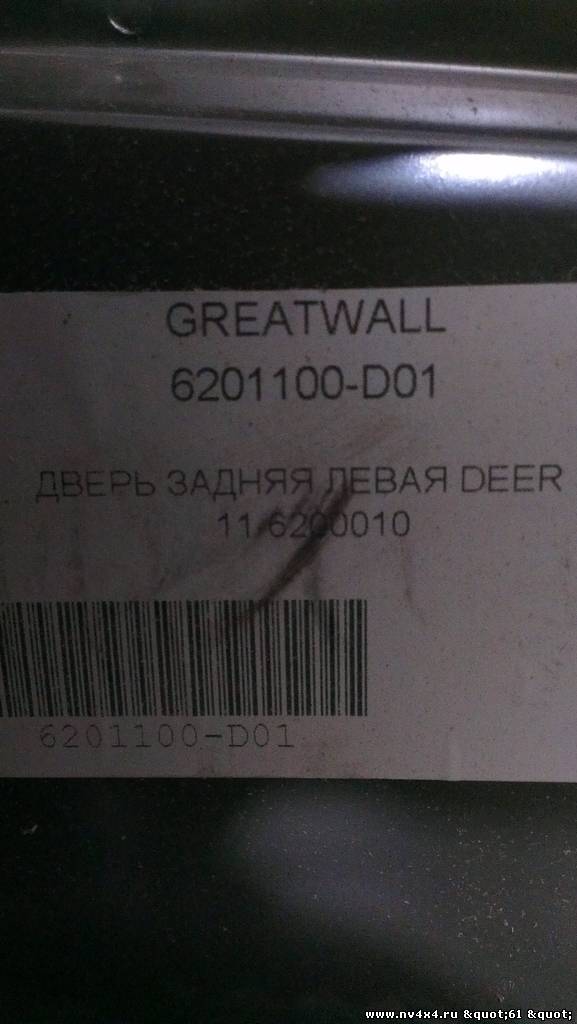 GREATWALL
6201100-D01
ДВЕРЬ ЗАДНЯЯ ЛЕВАЯ DEER
11 6200010
6201100-D01
www.nv4x4.ru &quot;61 &quot;